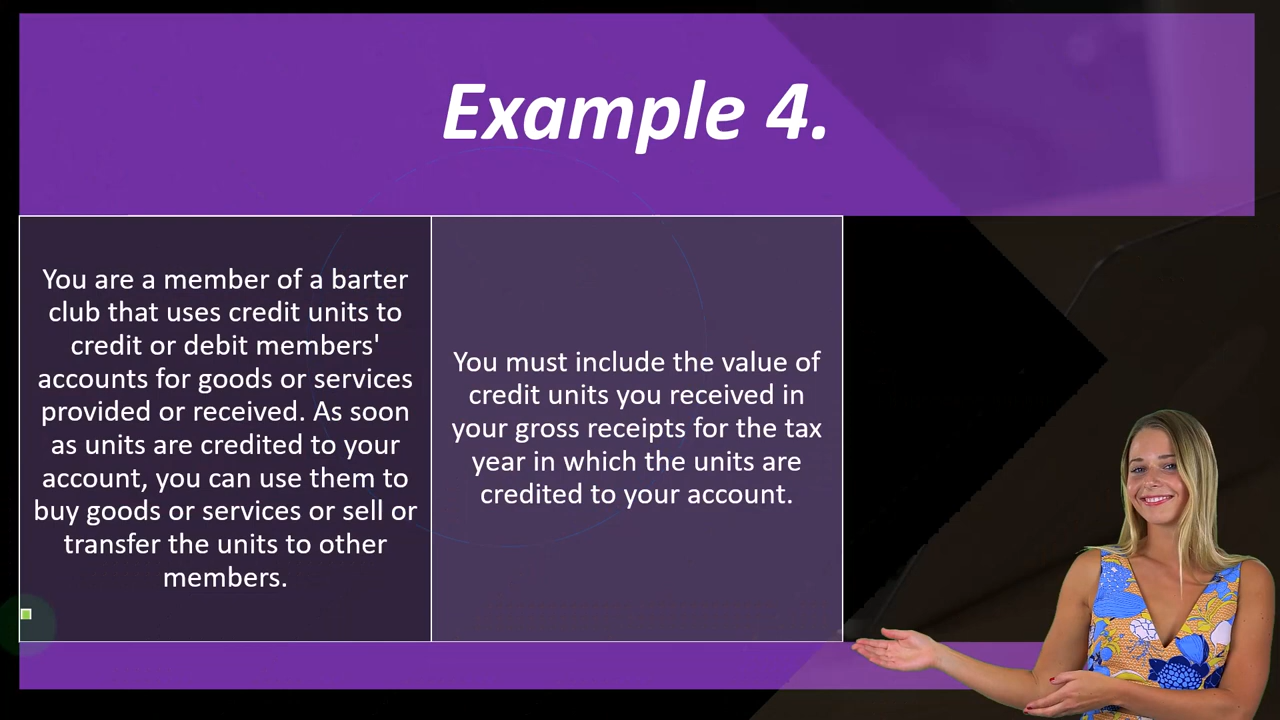 Example 4.
You are a member of a barter
club that uses credit units to
credit or debit members'
accounts for goods or services
provided or received. As soon
as units are credited to your
account, you can use them to
buy goods or services or sell or
transfer the units to other
members.
You must include the value of
credit units you received in
your gross receipts for the tax
year in which the units are
credited to your account.